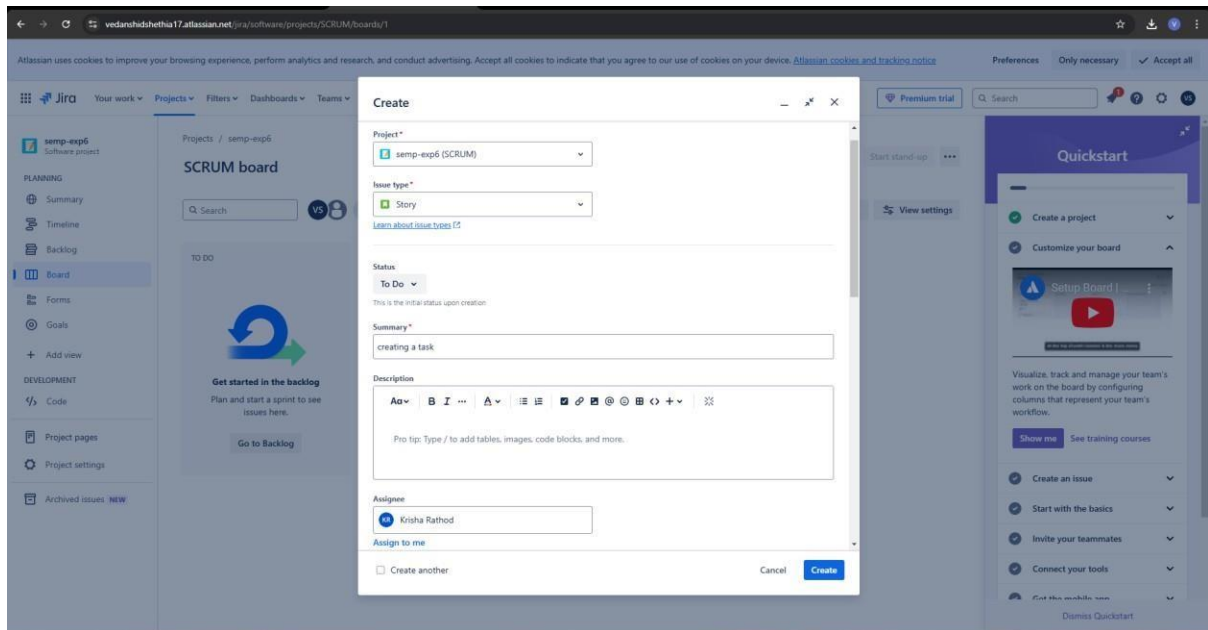 vedanshidshethia17.atlassian.net/jira/software/projects/SCRUM/boards/1
V
Atlassian uses cookies to improve your browsing experience, perform analytics and research, and conduct advertising. Accept all cookies to indicate that you agree to our use of cookies on your device. Atlassian cookies and tracking notice
Preferences
Only necessary
Accept all
Jira
Your work
Projects
Filters
Dashboards
Teams
Premium trial
Search
VS
semp-exp6
Software project
PLANNING
Summary
Timeline
Backlog
Board
Forms
Goals
Add view
DEVELOPMENT
Code
Project pages
Project settings
Archived issues NEW
Projects / semp-exp6
SCRUM board
Search
VS
Start stand-up
View settings
TO DO
Get started in the backlog
Plan and start a sprint to see
issues here.
Go to Backlog
Create
Project*
semp-exp6 (SCRUM)
Issue type*
Story
Learn about issue types
Status
To Do
This is the initial status upon creation
Summary*
creating a task
Description
Aa B I ... A
Pro tip: Type / to add tables, images, code blocks, and more.
Assignee
KR Krisha Rathod
Assign to me
Create another
Cancel
Create
Quickstart
Create a project
Customize your board
Setup Board |
Visualize, track and manage your team's
work on the board by configuring
columns that represent your team's
workflow.
Show me
See training courses
Create an issue
Start with the basics
Invite your teammates
Connect your tools
Get the mobile app
Dismiss Quickstart